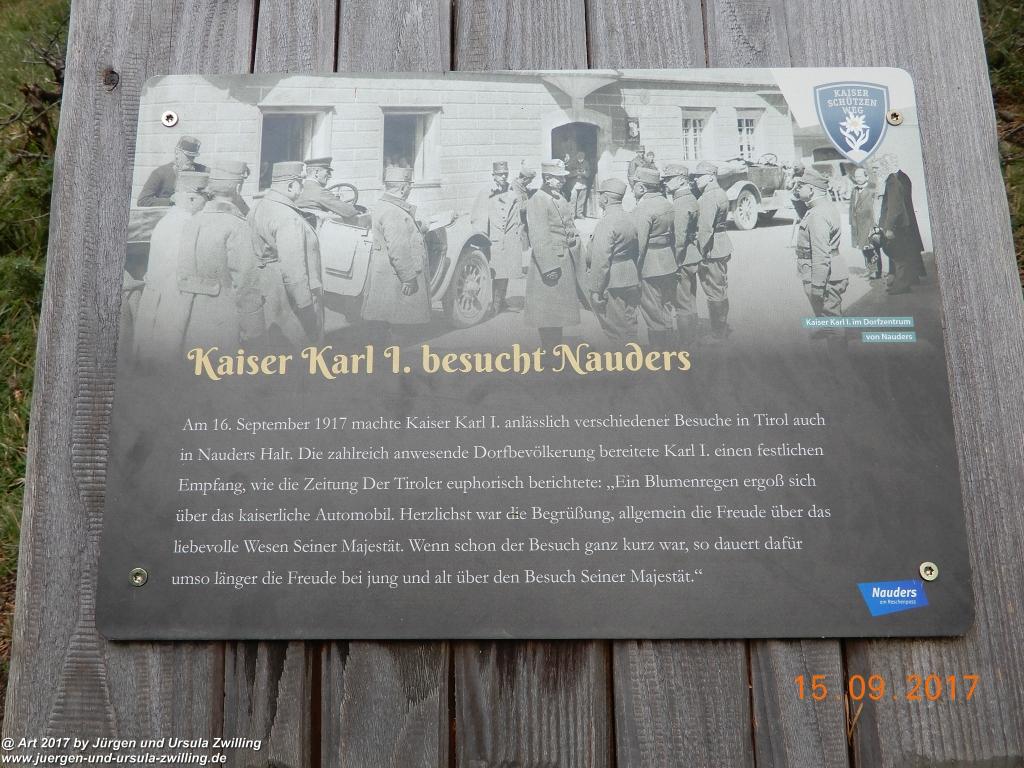 KAISER
SCHÜTZEN
WEG
Kaiser Karl I. im Dorfzentrum
von Nauders
Kaiser Karl I. besucht Nauders
Am 16. September 1917 machte Kaiser Karl I. anlässlich verschiedener Besuche in Tirol auch
in Nauders Halt. Die zahlreich anwesende Dorfbevölkerung bereitete Karl I. einen festlichen
Empfang, wie die Zeitung Der Tiroler euphorisch berichtete: „Ein Blumenregen ergoß sich
über das kaiserliche Automobil. Herzlichst war die Begrüßung, allgemein die Freude über das
liebevolle Wesen Seiner Majestät. Wenn schon der Besuch ganz kurz war, so dauert dafür
umso länger die Freude bei jung und alt über den Besuch Seiner Majestät.“
Nauders
am Reschenpass
15.09.2017
@ Art 2017 by Jürgen und Ursula Zwilling
www.juergen-und-ursula-zwilling.de